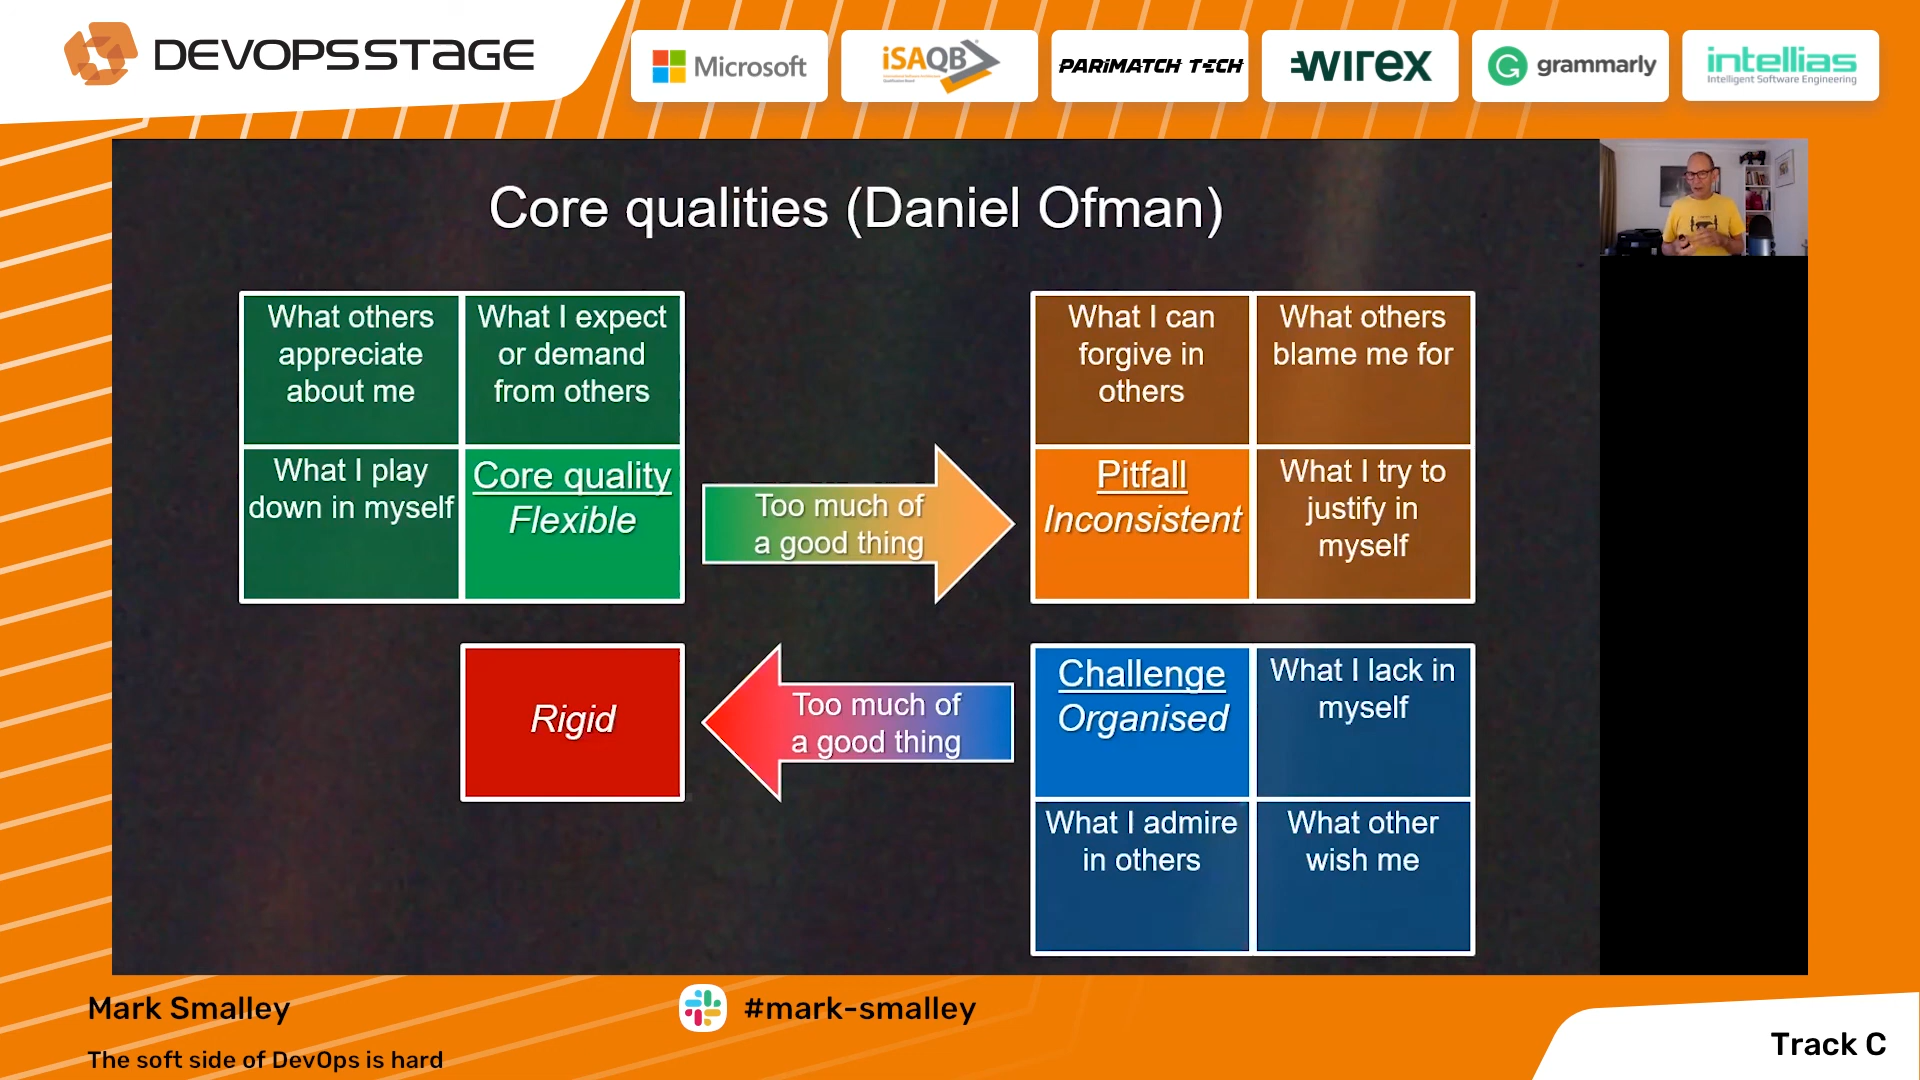 DEVOPSSTAGE
Microsoft
iSAQB
PARIMATCH TECH
WIREX
grammarly
intellias
Intelligent Software Engineering
Core qualities (Daniel Ofman)
What others
appreciate
about me
What I expect
or demand
from others
What I play
down in myself
Core quality
Flexible
Too much of
a good thing
What I can
forgive in
others
What others
blame me for
Pitfall
Inconsistent
What I try to
justify in
myself
Rigid
Too much of
a good thing
Challenge
Organised
What I lack in
myself
What I admire
in others
What other
wish me
Mark Smalley
#mark-smalley
The soft side of DevOps is hard
Track C